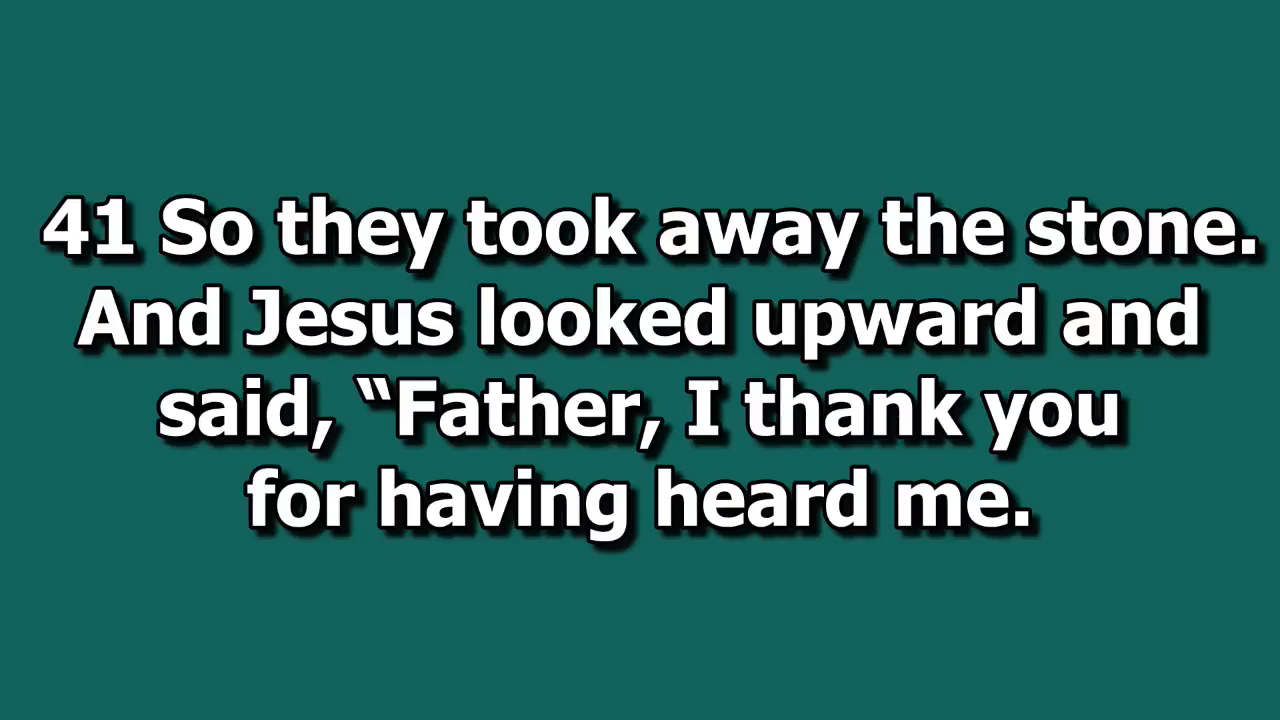 41 So they took away the stone.
And Jesus looked upward and
said, “Father, I thank you
for having heard me.